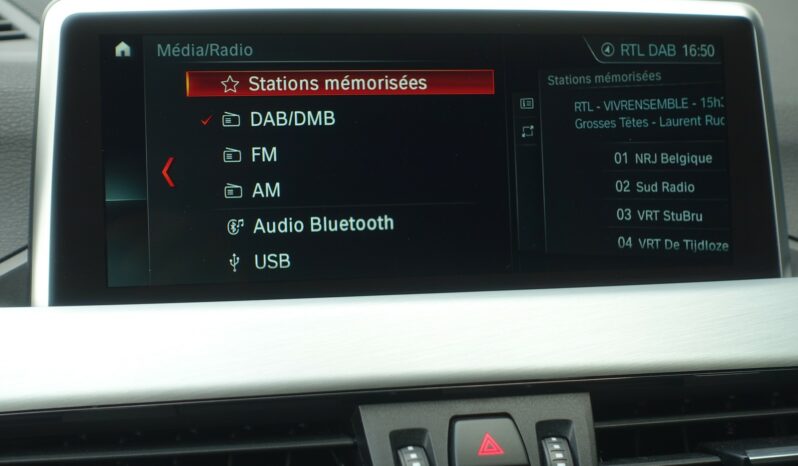 Média/Radio
RTL DAB 16:50
Stations mémorisées
DAB/DMB
FM
AM
Audio Bluetooth
USB
Stations mémorisées
RTL - VIVRENSEMBLE - 15h
Grosses Têtes - Laurent
01 NRJ Belgique
02 Sud Radio
03 VRT StuBru
04 VRT De Tijdloze